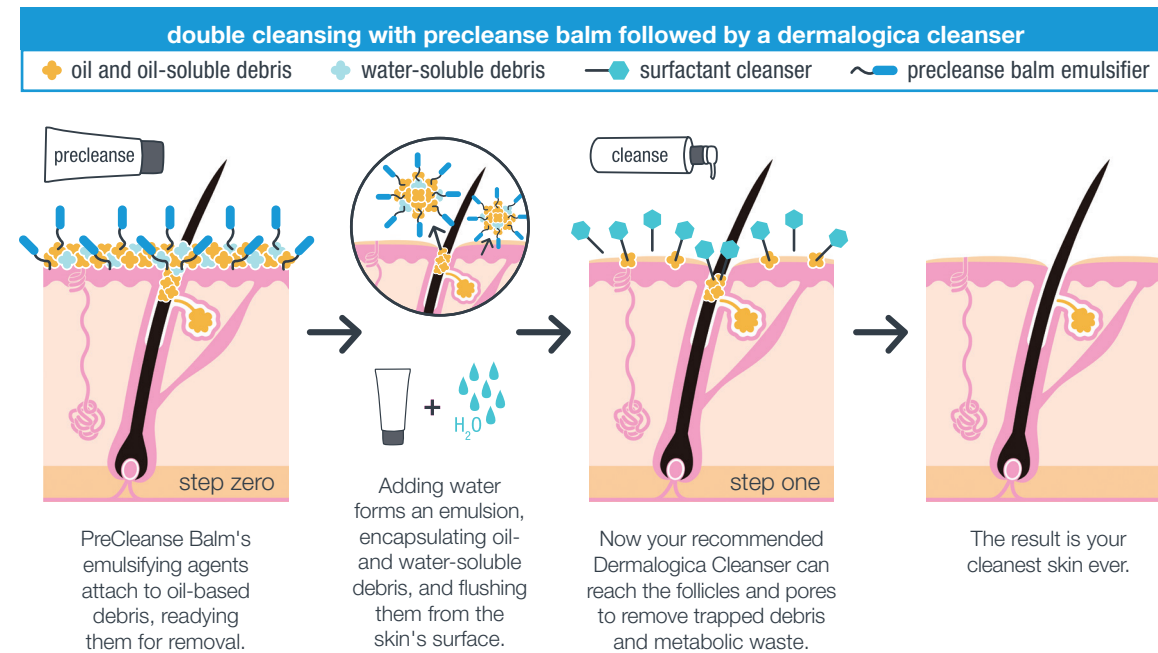 double cleansing with precleanse balm followed by a dermalogica cleanser
oil and oil-soluble debris
water-soluble debris
surfactant cleanser
precleanse balm emulsifier
precleanse
cleanse
+
H₂O
step zero
step one
PreCleanse Balm's
emulsifying agents
attach to oil-based
debris, readying
them for removal.
Adding water
forms an emulsion,
encapsulating oil-
and water-soluble
debris, and flushing
them from the
skin's surface.
Now your recommended
Dermalogica Cleanser can
reach the follicles and pores
to remove trapped debris
and metabolic waste.
The result is your
cleanest skin ever.